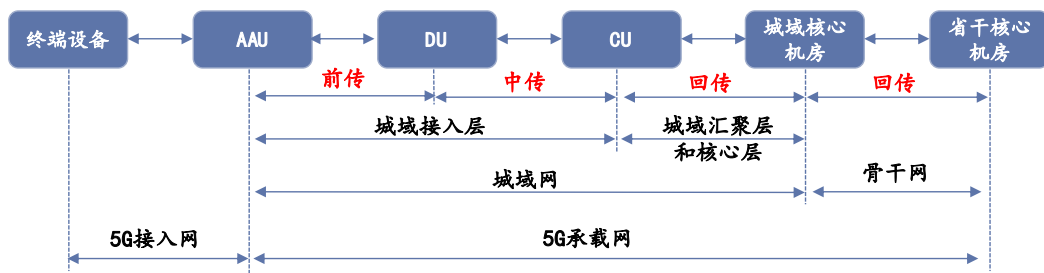 终端设备
AAU
DU
CU
城域核心
机房
省干核心
机房
前传
中传
回传
回传
城域接入层
城域汇聚层
和核心层
城域网
骨干网
5G接入网
5G承载网